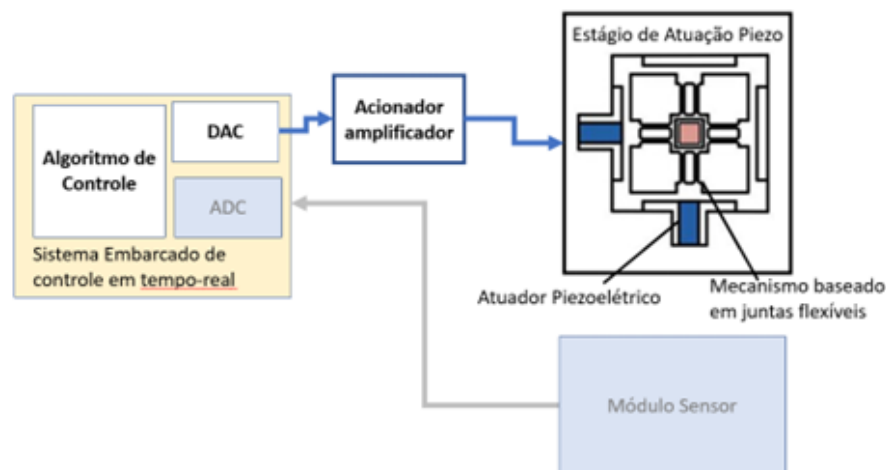 Estágio de Atuação Piezo
Acionador
amplificador
DAC
Algoritmo de
Controle
ADC
Sistema Embarcado de
controle em tempo-real
Atuador Piezoelétrico
Mecanismo baseado
em juntas flexíveis
Módulo Sensor